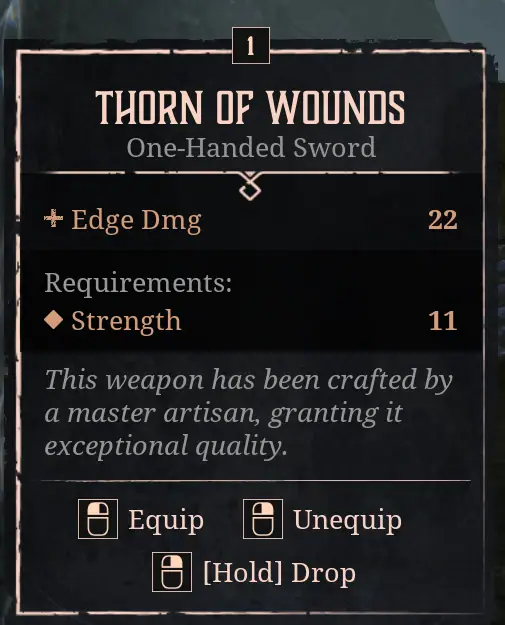 1
THORN OF WOUNDS
One-Handed Sword
Edge Dmg 22
Requirements:
Strength 11
This weapon has been crafted by
a master artisan, granting it
exceptional quality.
Equip Unequip
[Hold] Drop